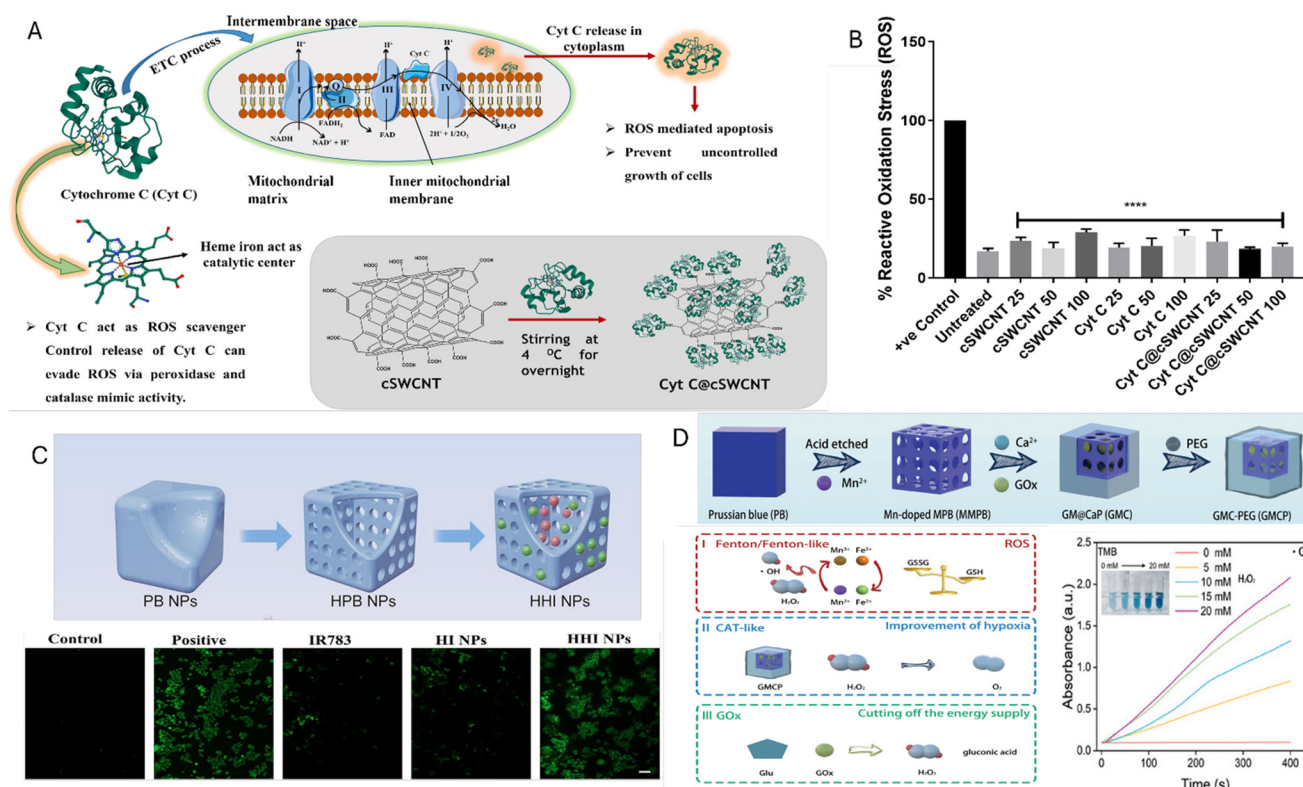 A
Intermembrane space
ETC process
H⁺
H⁺
Cyt C
H⁺
I
Q
II
III
IV
FADH₂
NADH
NAD⁺ + H⁺
FAD
2H⁺ + 1/2O₂
H₂O
Cyt C release in
cytoplasm
➢ ROS mediated apoptosis
➢ Prevent uncontrolled
growth of cells
Cytochrome C (Cyt C)
Mitochondrial
matrix
Inner mitochondrial
membrane
Heme iron act as
catalytic center
➢ Cyt C act as ROS scavenger
Control release of Cyt C can
evade ROS via peroxidase and
catalase mimic activity.
HOOC
HOOC
COOH
COOH
HOOC
COOH
COOH
cSWCNT
Stirring at
4 ⁰C for
overnight
Cyt C@cSWCNT
B
% Reactive Oxidation Stress (ROS)
150
100
50
0
****
+ve Control
Untreated
cSWCNT 25
cSWCNT 50
cSWCNT 100
Cyt C 25
Cyt C 50
Cyt C 100
Cyt C@cSWCNT 25
Cyt C@cSWCNT 50
Cyt C@cSWCNT 100
C
PB NPs
HPB NPs
HHI NPs
Control
Positive
IR783
HI NPs
HHI NPs
D
Acid etched
Mn²⁺
Ca²⁺
GOx
PEG
Prussian blue (PB)
Mn-doped MPB (MMPB)
GM@CaP (GMC)
GMC-PEG (GMCP)
I Fenton/Fenton-like
ROS
• OH
H₂O₂
Mn³⁺
Fe³⁺
Mn²⁺
Fe²⁺
GSSG
GSH
II CAT-like
Improvement of hypoxia
GMCP
H₂O₂
O₂
III GOx
Cutting off the energy supply
Glu
GOx
H₂O₂
gluconic acid
Absorbance (a.u.)
2.5
2.0
1.5
1.0
0.5
0.0
TMB
0 mM
20 mM
H₂O₂
0 mM
5 mM
10 mM
15 mM
20 mM
0
100
200
300
400
Time (s)